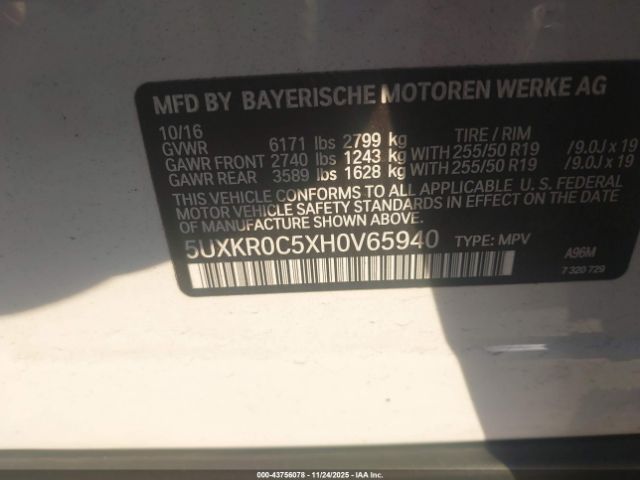 MFD BY BAYERISCHE MOTOREN WERKE AG
10/16 TIRE / RIM
GVWR 6171 lbs 2799 kg
GAWR FRONT 2740 lbs 1243 kg WITH 255/50 R19 /9.0J x 19
GAWR REAR 3589 lbs 1628 kg WITH 255/50 R19 /9.0J x 19
THIS VEHICLE CONFORMS TO ALL APPLICABLE U. S. FEDERAL
MOTOR VEHICLE SAFETY STANDARDS IN EFFECT ON THE DATE
OF MANUFACTURE SHOWN ABOVE.
5UXKR0C5XH0V65940 TYPE: MPV
A96M
7 320 729
000-43756078 - 11/24/2025 - IAAI.COM